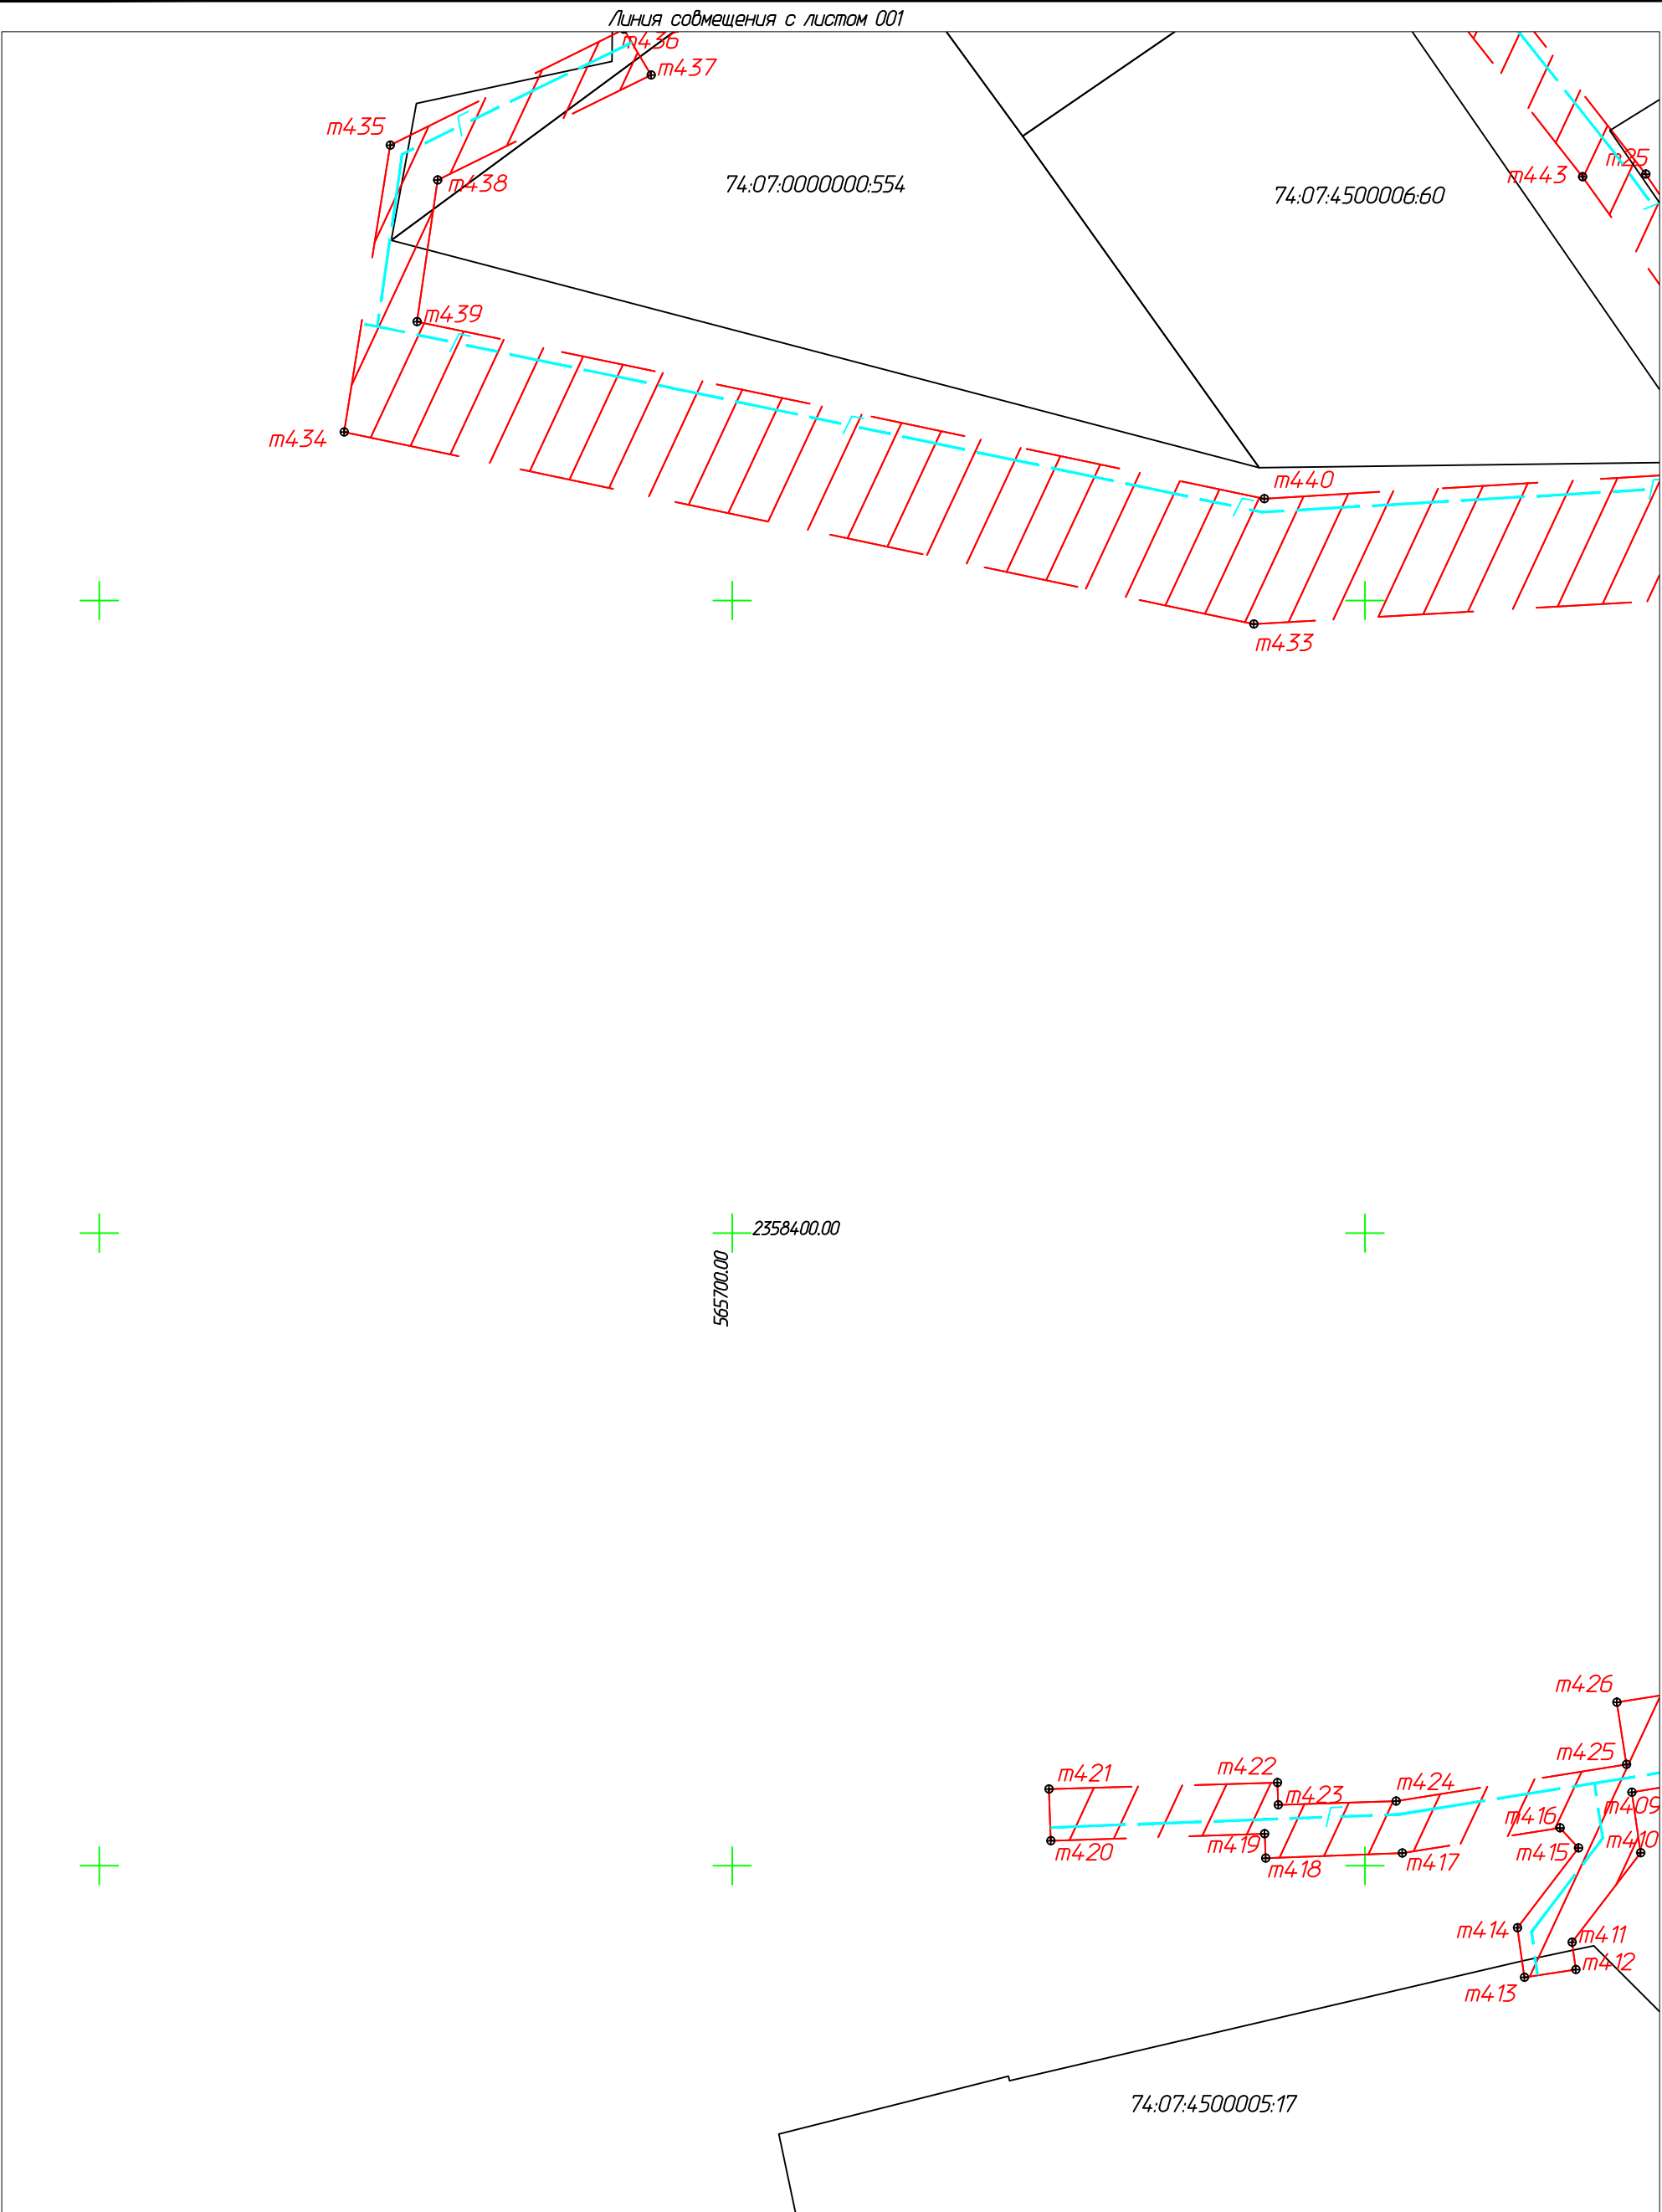 Линия совмещения с листом 001
т436
т437
т435
т438
74:07:0000000:554
74:07:4500006:60
т443
т25
т439
т434
т440
т433
2358400.00
565700.00
т426
т425
т421
т422
т423
т424
т409
т416
т410
т419
т415
т420
т418
т417
т414
т411
т412
т413
74:07:4500005:17